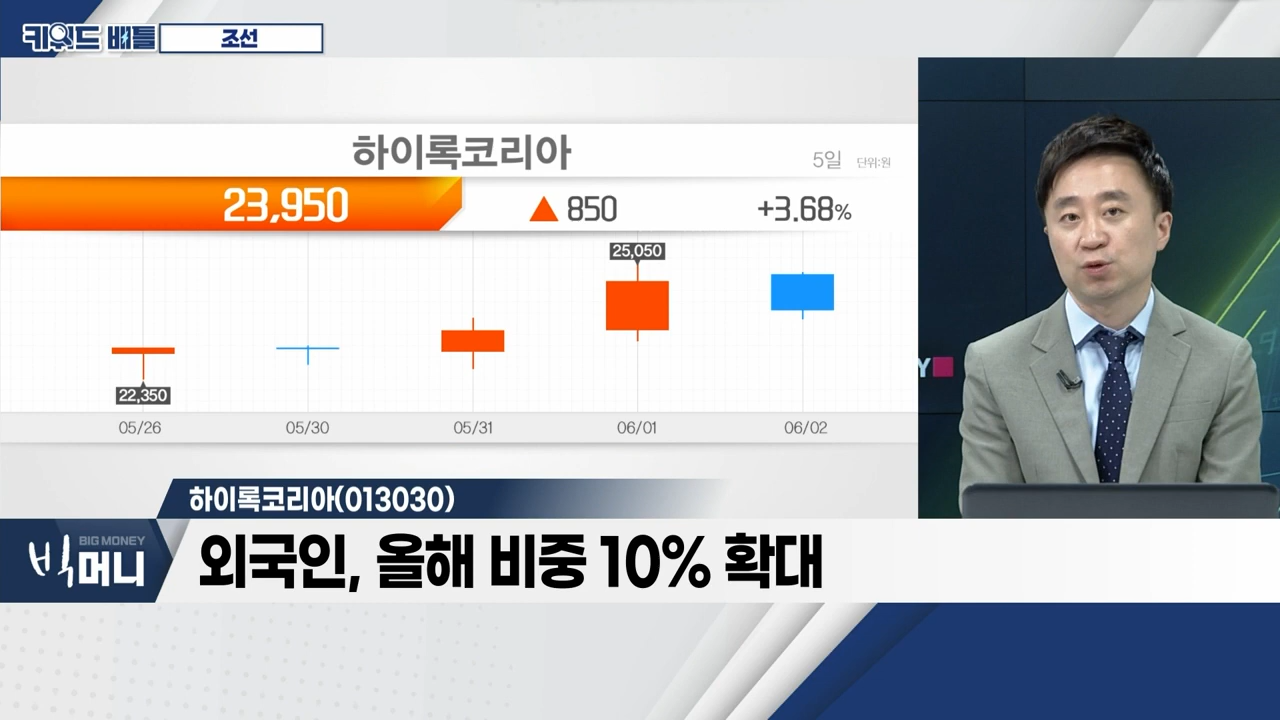 키워드 배틀
조선
하이록코리아
5일 단위:원
23,950 ▲ 850 +3.68%
25,050
22,350
05/26 05/30 05/31 06/01 06/02
Y
하이록코리아(013030)
BIG MONEY
빅머니
외국인, 올해 비중 10% 확대